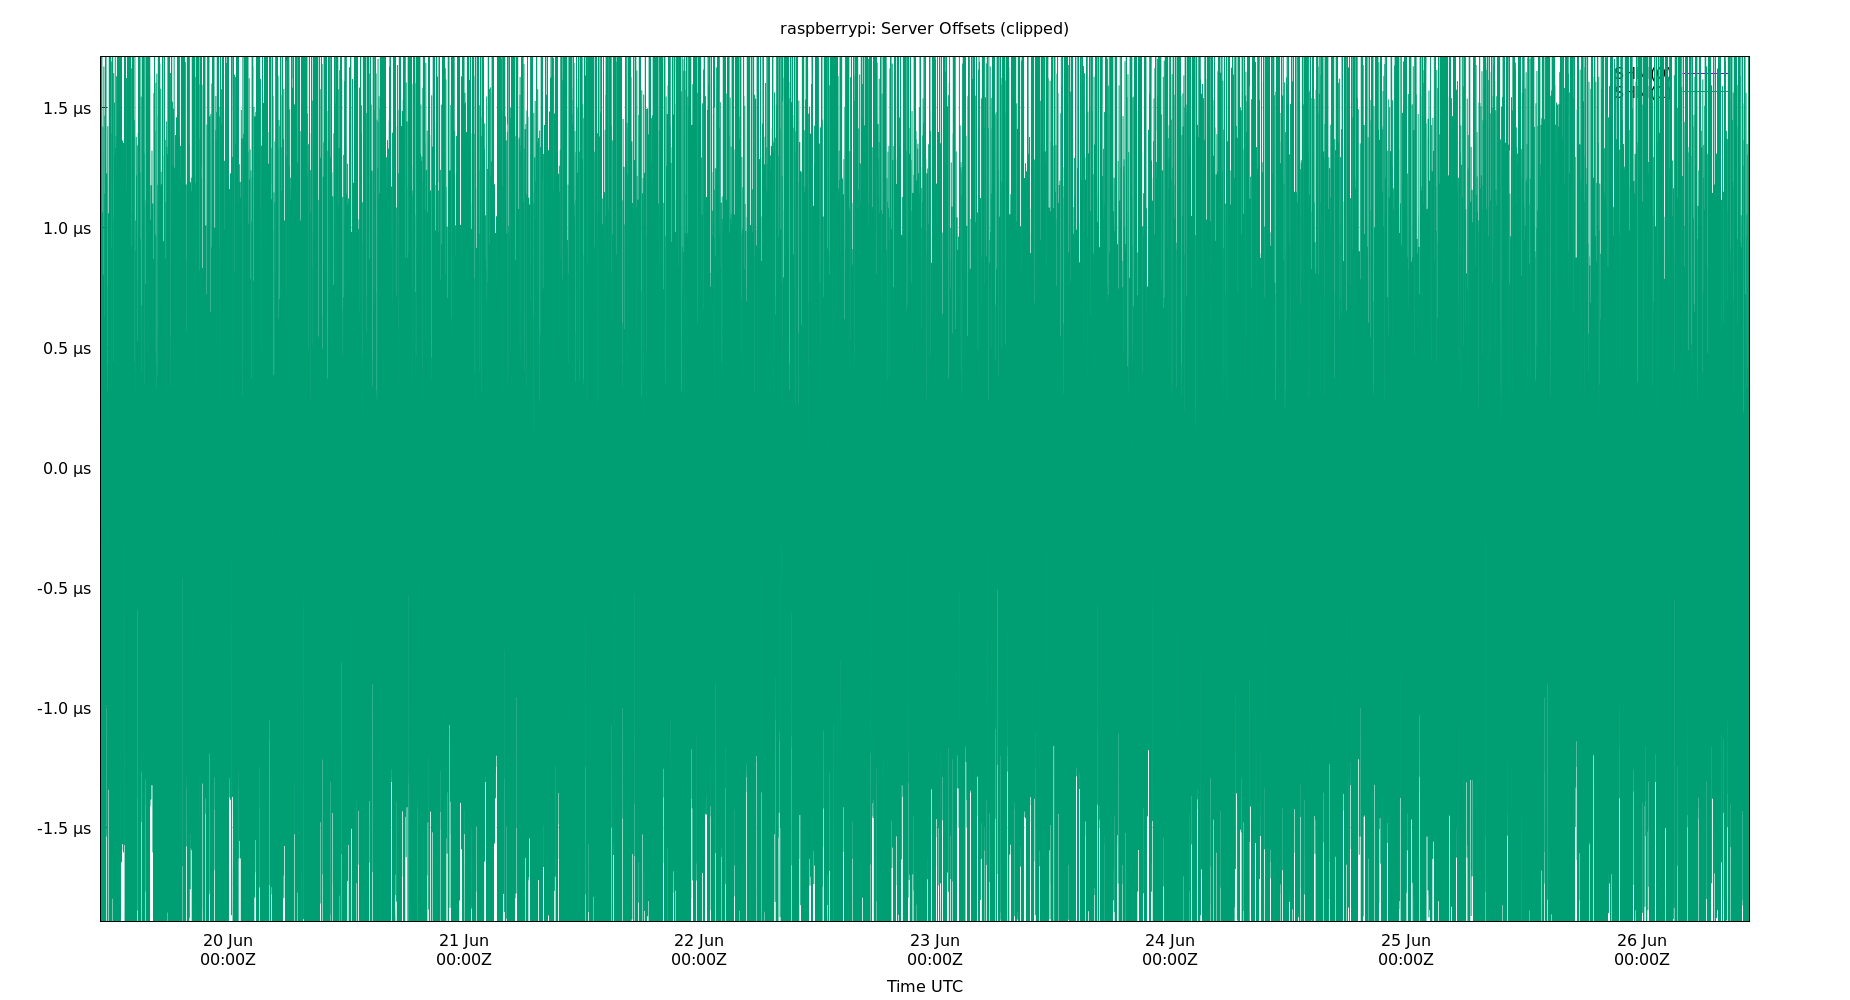 raspberrypi: Server Offsets (clipped)
1.5 µs
1.0 µs
0.5 µs
0.0 µs
-0.5 µs
-1.0 µs
-1.5 µs
20 Jun 21 Jun 22 Jun 23 Jun 24 Jun 25 Jun 26 Jun
00:00Z 00:00Z 00:00Z 00:00Z 00:00Z 00:00Z 00:00Z
Time UTC